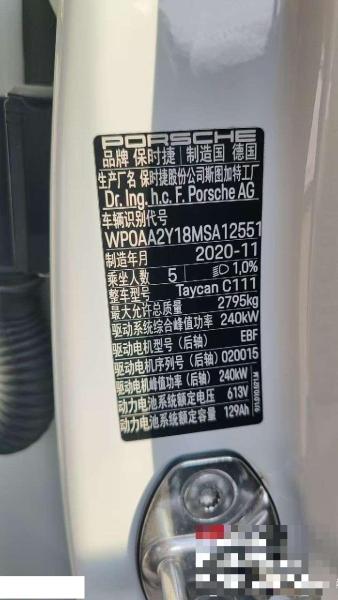 PORSCHE
品牌 保时捷 制造国 德国
生产厂名 保时捷股份公司斯图加特工厂
Dr. Ing. h.c. F. Porsche AG
车辆识别代号
WP0AA2Y18MSA12551
制造年月 2020-11
乘坐人数 5 1,0%
整车型号 Taycan C111
最大允许总质量 2795kg
驱动系统综合峰值功率 240kW
驱动电机型号（后轴） EBF
驱动电机序列号（后轴） 020015
驱动电机峰值功率（后轴） 240kW
动力电池系统额定电压 613V
动力电池系统额定容量 129Ah